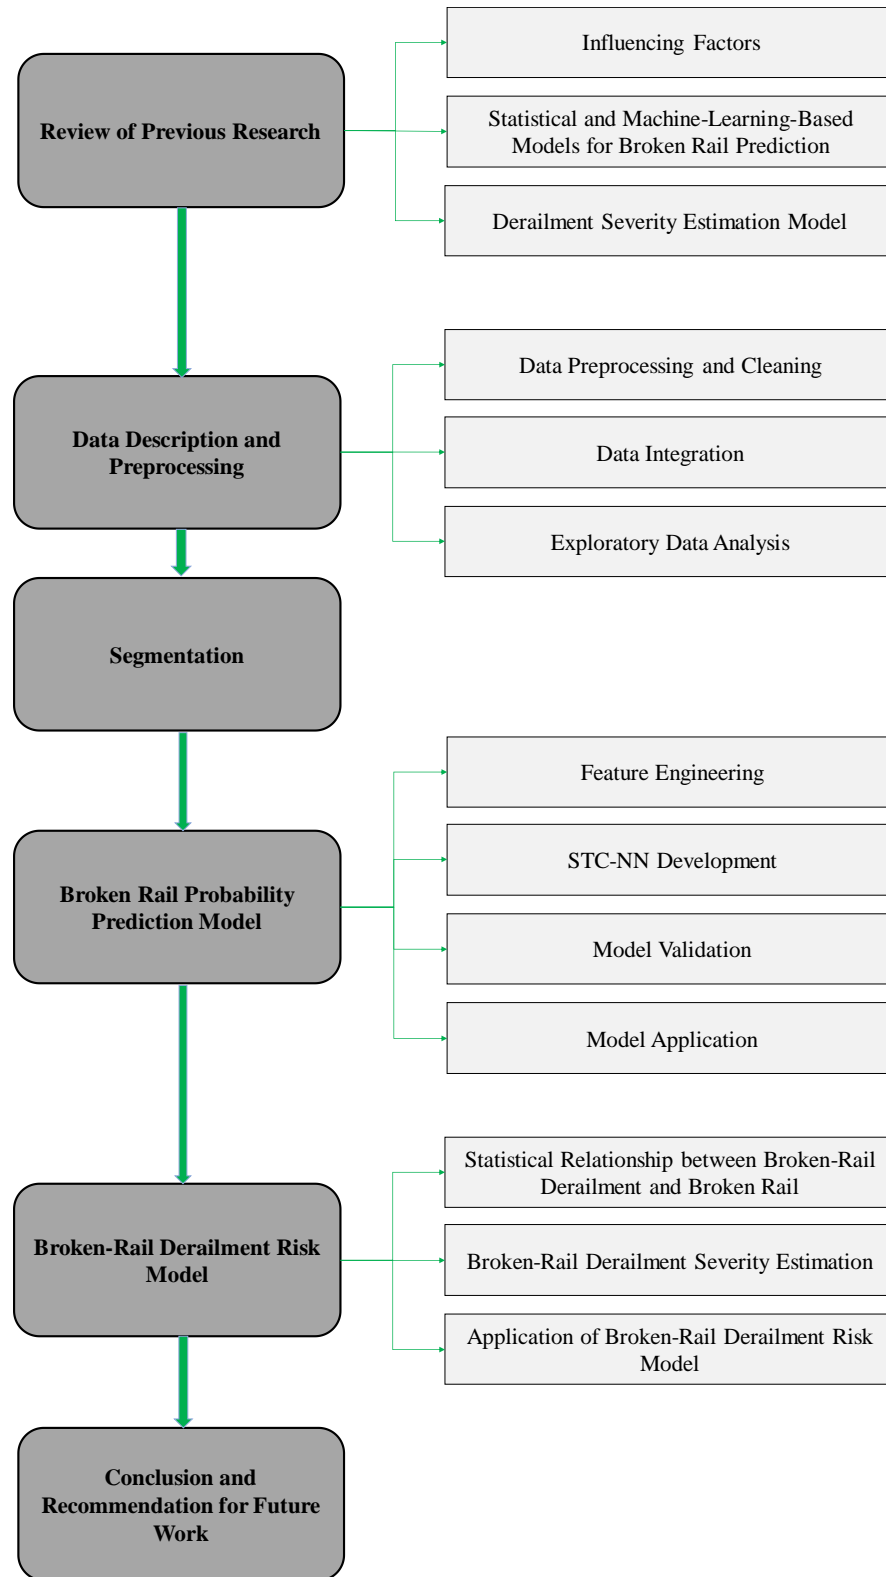 Influencing Factors
Review of Previous Research
Statistical and Machine-Learning-Based
Models for Broken Rail Prediction
Derailment Severity Estimation Model
Data Preprocessing and Cleaning
Data Description and
Preprocessing
Data Integration
Exploratory Data Analysis
Segmentation
Feature Engineering
STC-NN Development
Broken Rail Probability
Prediction Model
Model Validation
Model Application
Statistical Relationship between Broken-Rail
Derailment and Broken Rail
Broken-Rail Derailment Risk
Model
Broken-Rail Derailment Severity Estimation
Application of Broken-Rail Derailment Risk
Model
Conclusion and
Recommendation for Future
Work